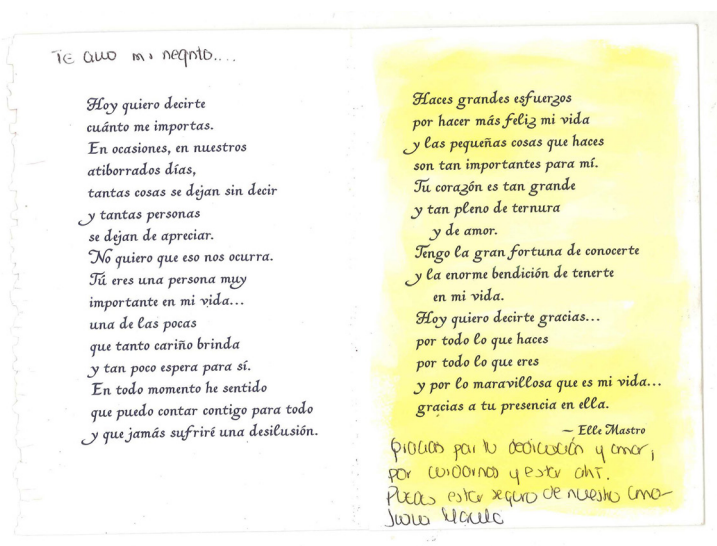 TE amo mi negrito....
Hoy quiero decirte
cuánto me importas.
En ocasiones, en nuestros
atiborrados días,
tantas cosas se dejan sin decir
y tantas personas
se dejan de apreciar.
No quiero que eso nos ocurra.
Tú eres una persona muy
importante en mi vida...
una de las pocas
que tanto cariño brinda
y tan poco espera para sí.
En todo momento he sentido
que puedo contar contigo para todo
y que jamás sufriré una desilusión.
Haces grandes esfuerzos
por hacer más feliz mi vida
y las pequeñas cosas que haces
son tan importantes para mí.
Tu corazón es tan grande
y tan pleno de ternura
y de amor.
Tengo la gran fortuna de conocerte
y la enorme bendición de tenerte
en mi vida.
Hoy quiero decirte gracias...
por todo lo que haces
por todo lo que eres
y por lo maravillosa que es mi vida...
gracias a tu presencia en ella.
— Elle Mastro
Gracias por tu dedicación y amor,
por cuidarnos y estar ahí.
Puedes estar seguro de nuestro amor